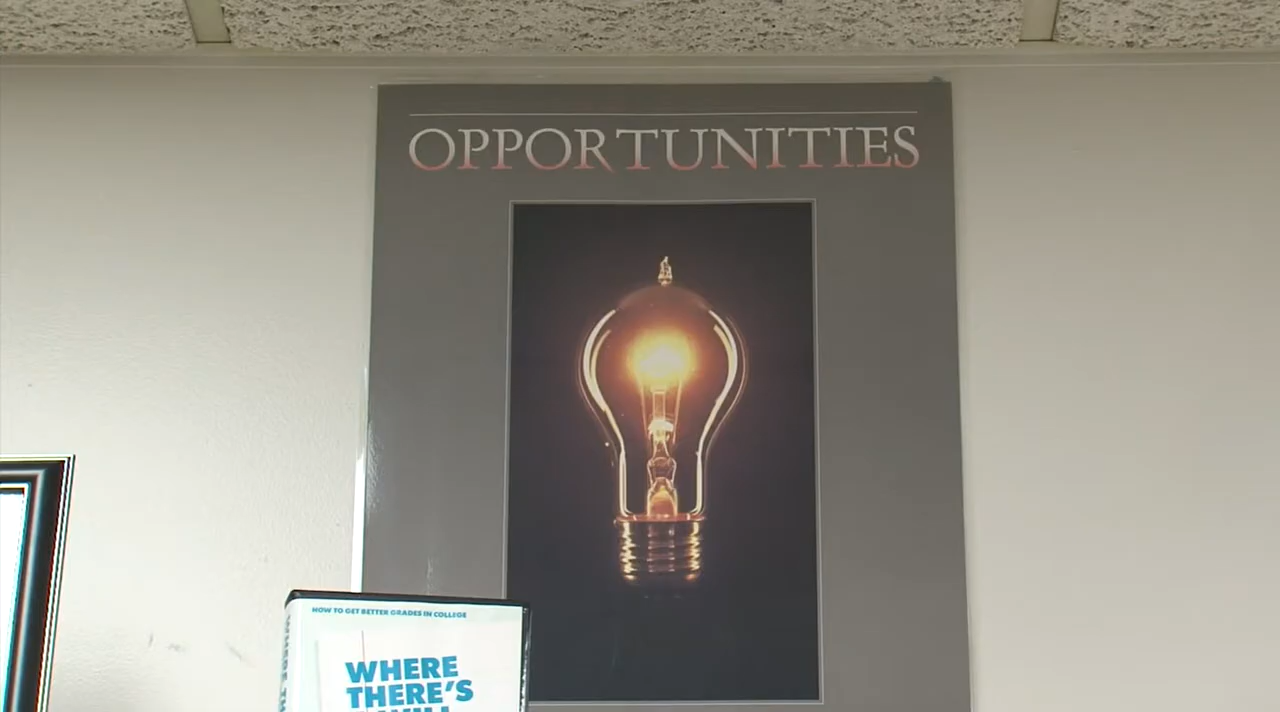 OPPORTUNITIES
HOW TO GET BETTER GRADES IN COLLEGE
WHERE
THERE'S